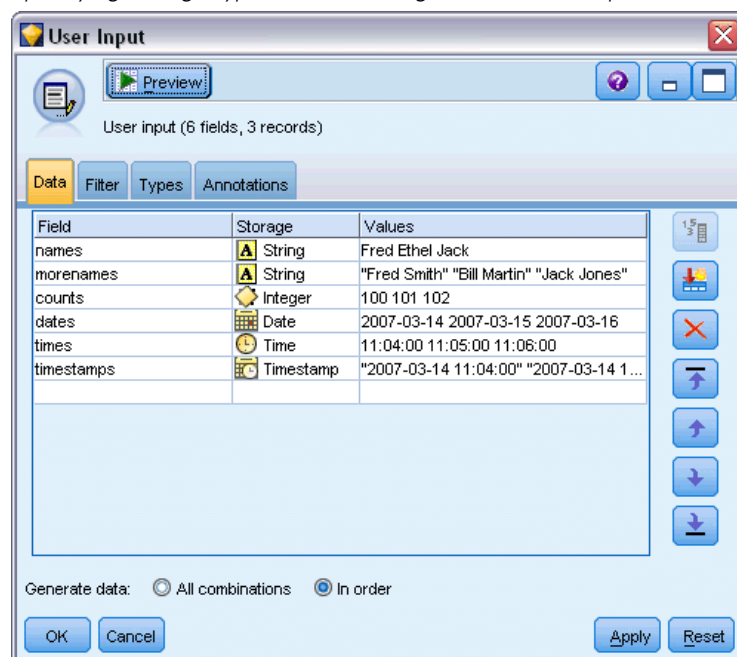 User Input
Preview
User input (6 fields, 3 records)
Data Filter Types Annotations
Field Storage Values
names String Fred Ethel Jack
morenames String "Fred Smith" "Bill Martin" "Jack Jones"
counts Integer 100 101 102
dates Date 2007-03-14 2007-03-15 2007-03-16
times Time 11:04:00 11:05:00 11:06:00
timestamps Timestamp "2007-03-14 11:04:00" "2007-03-14 1...
Generate data: All combinations In order
OK Cancel Apply Reset